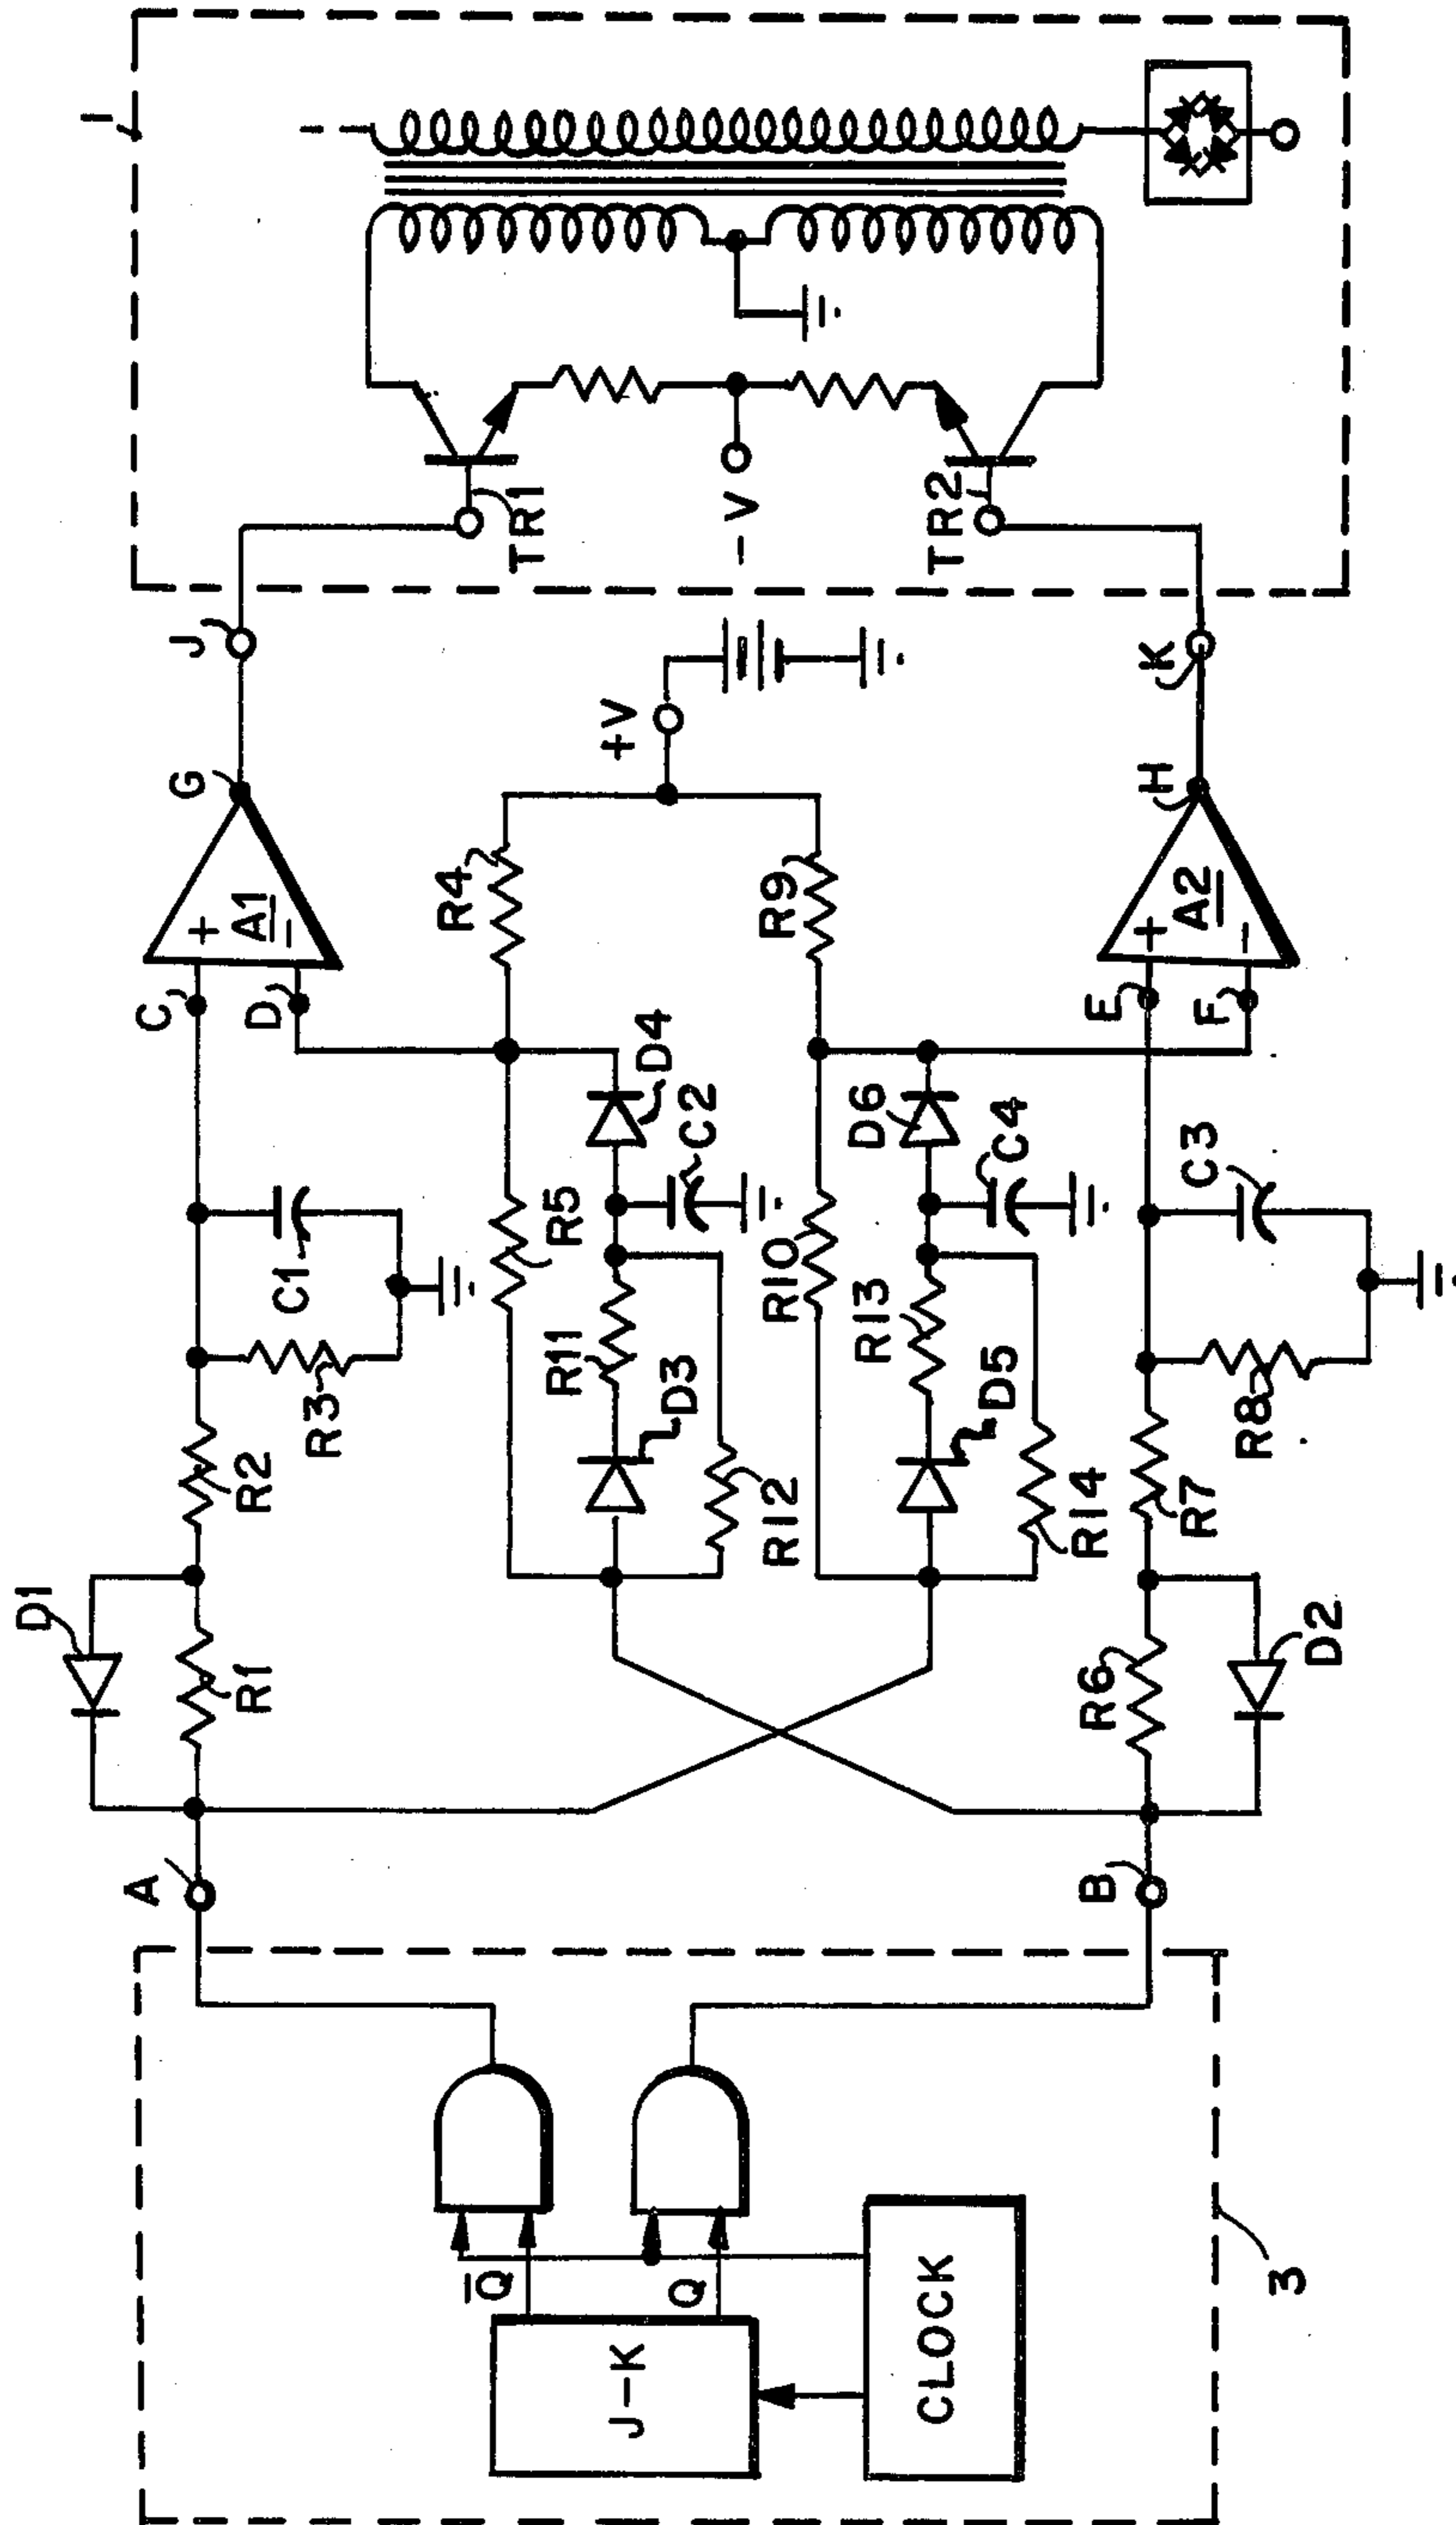 1
J
G
A1
+
−
C
D
TR1
-V
TR2
+V
R4
R9
K
H
A2
+
−
E
F
D4
C2
D6
C4
C3
C1
R3
R5
R11
D3
R12
R10
R13
D5
R14
R8
R2
R7
D1
R1
R6
D2
A
B
Q̅
Q
J-K
CLOCK
3